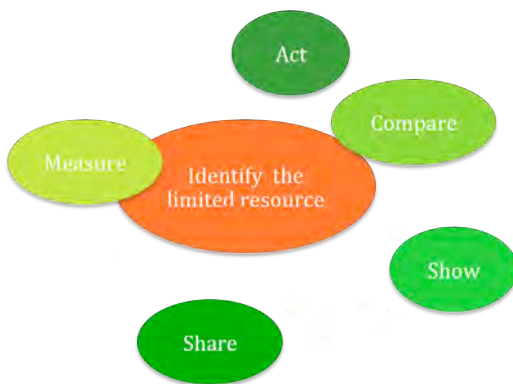 Act
Compare
Measure
Identify the
limited resource
Show
Share